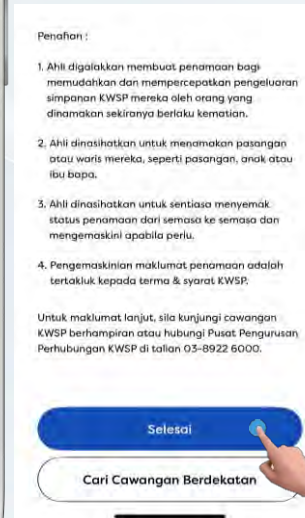 Penafian :
1. Ahli digalakkan membuat penamaan bagi
memudahkan dan mempercepatkan pengeluaran
simpanan KWSP mereka oleh orang yang
dinamakan sekiranya berlaku kematian.
2. Ahli dinasihatkan untuk menamakan pasangan
atau waris mereka, seperti pasangan, anak atau
ibu bapa.
3. Ahli dinasihatkan untuk sentiasa menyemak
status penamaan dari semasa ke semasa dan
mengemaskini apabila perlu.
4. Pengemaskinian maklumat penamaan adalah
tertakluk kepada terma & syarat KWSP.
Untuk maklumat lanjut, sila kunjungi cawangan
KWSP berhampiran atau hubungi Pusat Pengurusan
Perhubungan KWSP di talian 03-8922 6000.
Selesai
Cari Cawangan Berdekatan